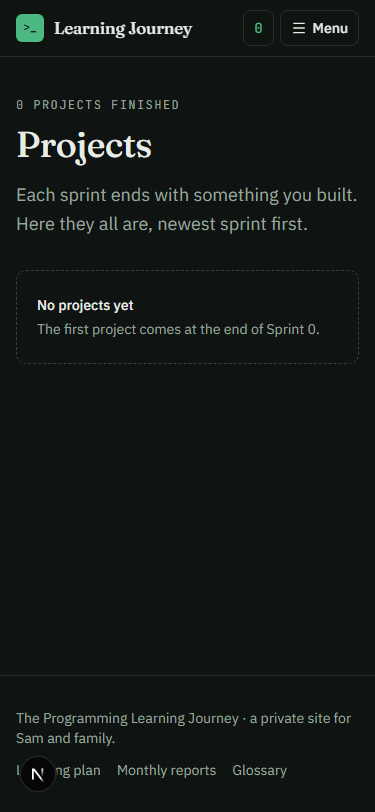 >_ Learning Journey 0 ☰ Menu
0 PROJECTS FINISHED
Projects
Each sprint ends with something you built.
Here they all are, newest sprint first.
No projects yet
The first project comes at the end of Sprint 0.
The Programming Learning Journey · a private site for
Sam and family.
N ng plan Monthly reports Glossary